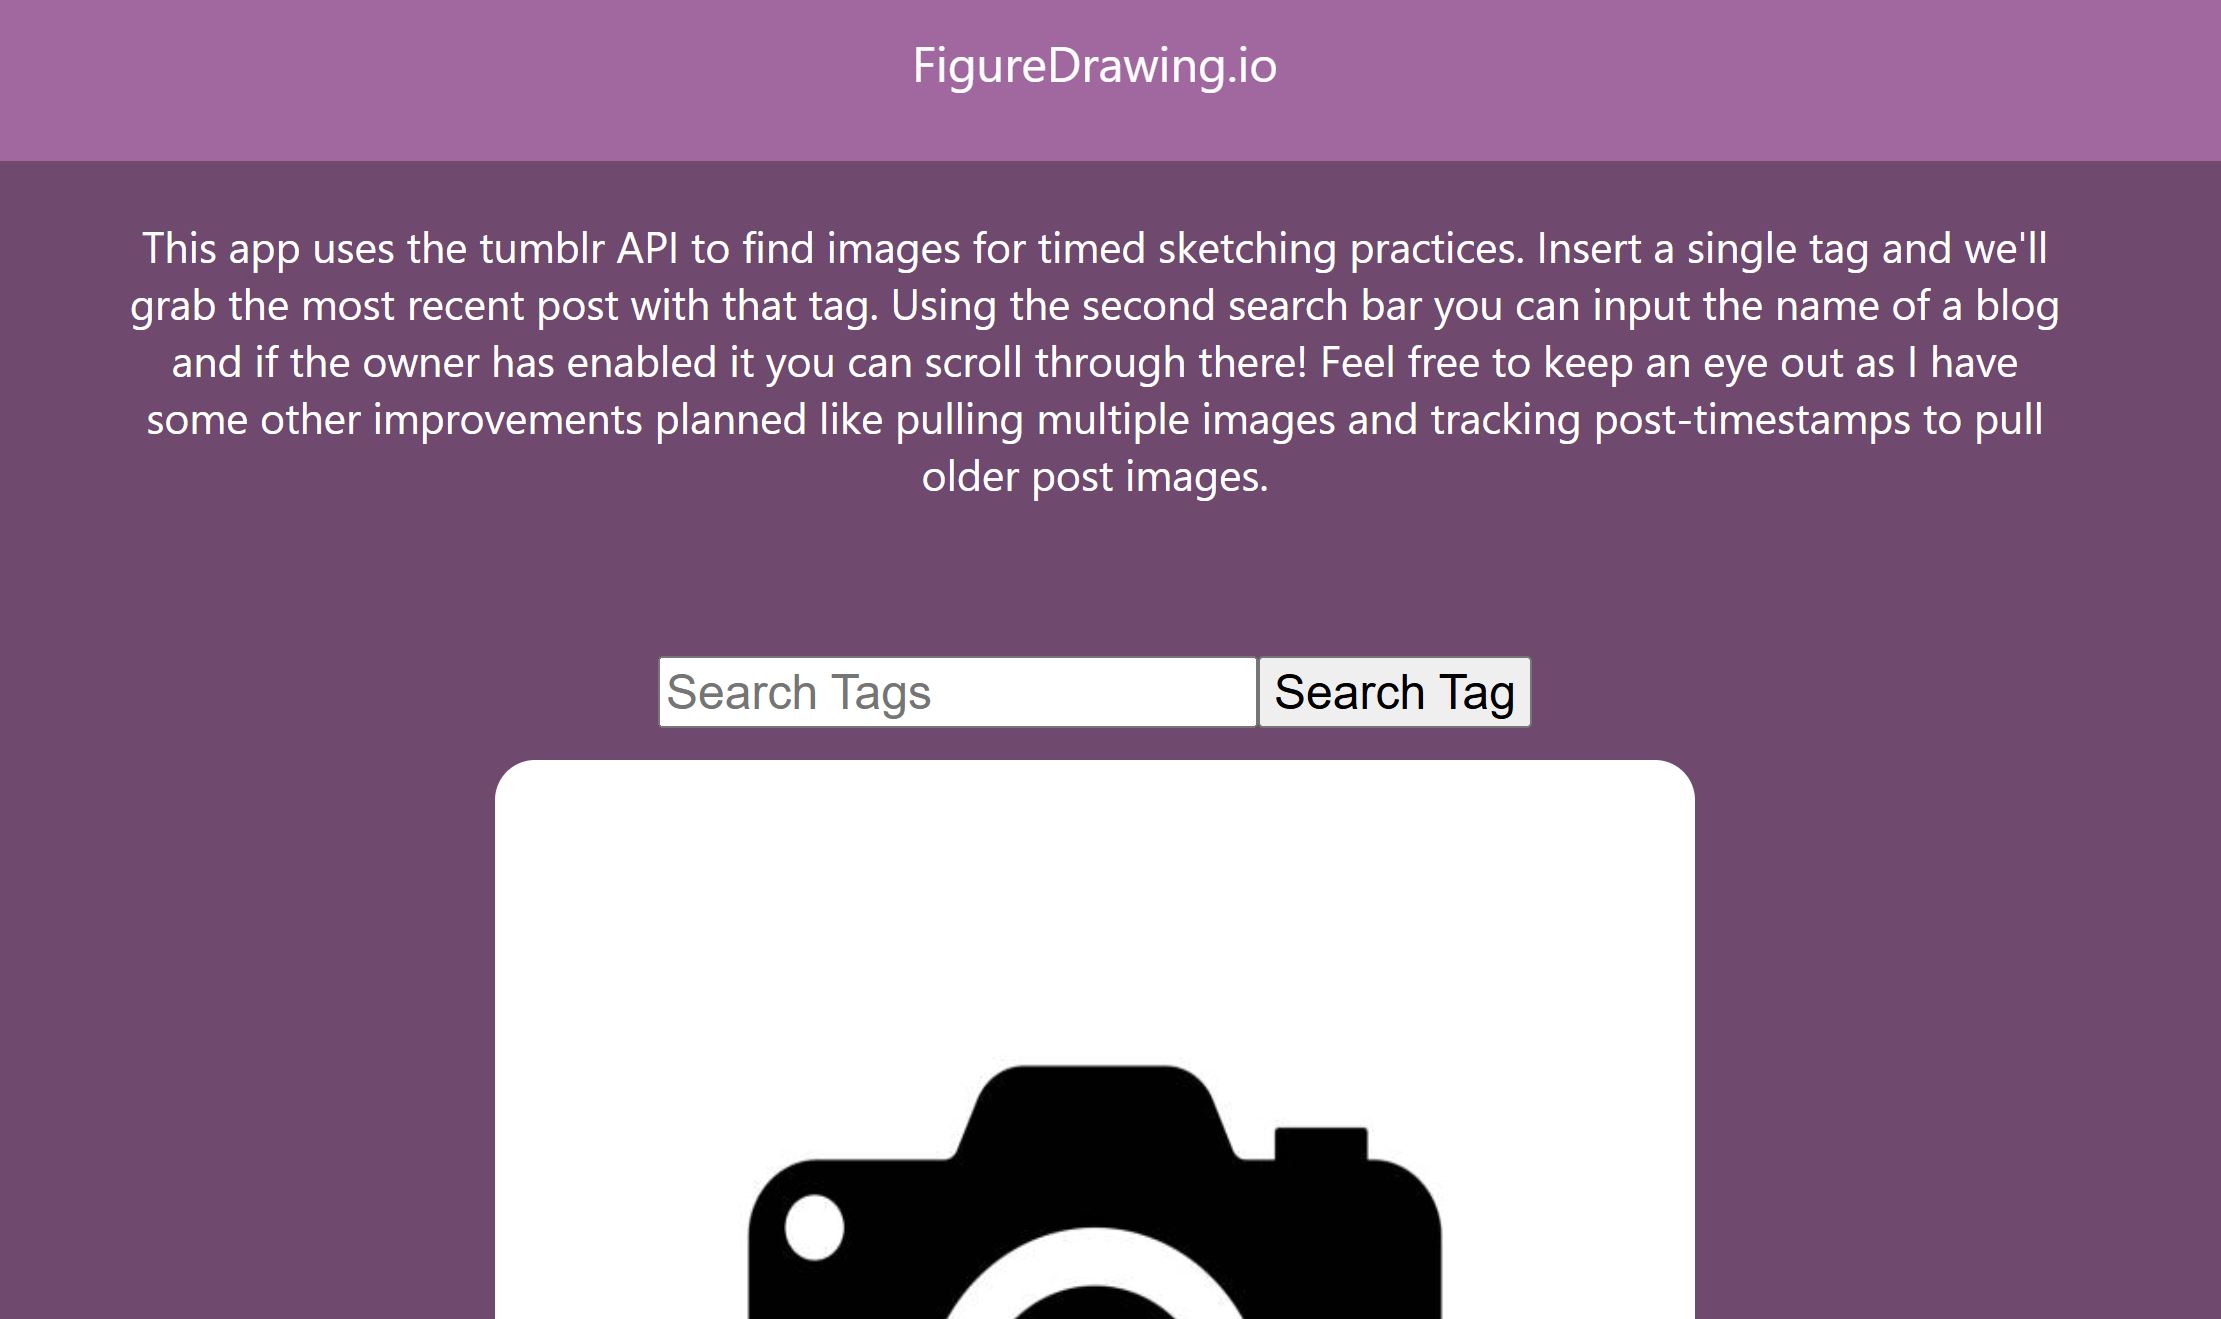 FigureDrawing.io
This app uses the tumblr API to find images for timed sketching practices. Insert a single tag and we'll
grab the most recent post with that tag. Using the second search bar you can input the name of a blog
and if the owner has enabled it you can scroll through there! Feel free to keep an eye out as I have
some other improvements planned like pulling multiple images and tracking post-timestamps to pull
older post images.
Search Tags Search Tag